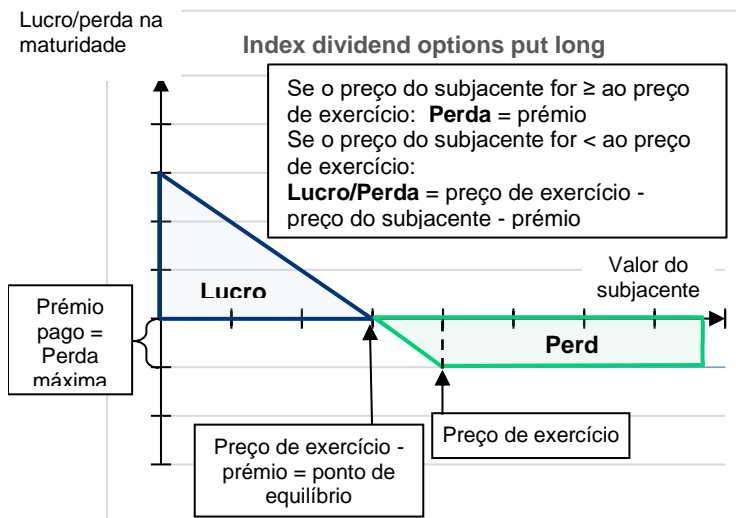 Lucro/perda na
maturidade
Index dividend options put long
Se o preço do subjacente for ≥ ao preço
de exercício: Perda = prémio
Se o preço do subjacente for < ao preço
de exercício:
Lucro/Perda = preço de exercício -
preço do subjacente - prémio
Valor do
subjacente
Lucro
Prémio
pago =
Perda
máxima
Perd
Preço de exercício -
prémio = ponto de
equilíbrio
Preço de exercício